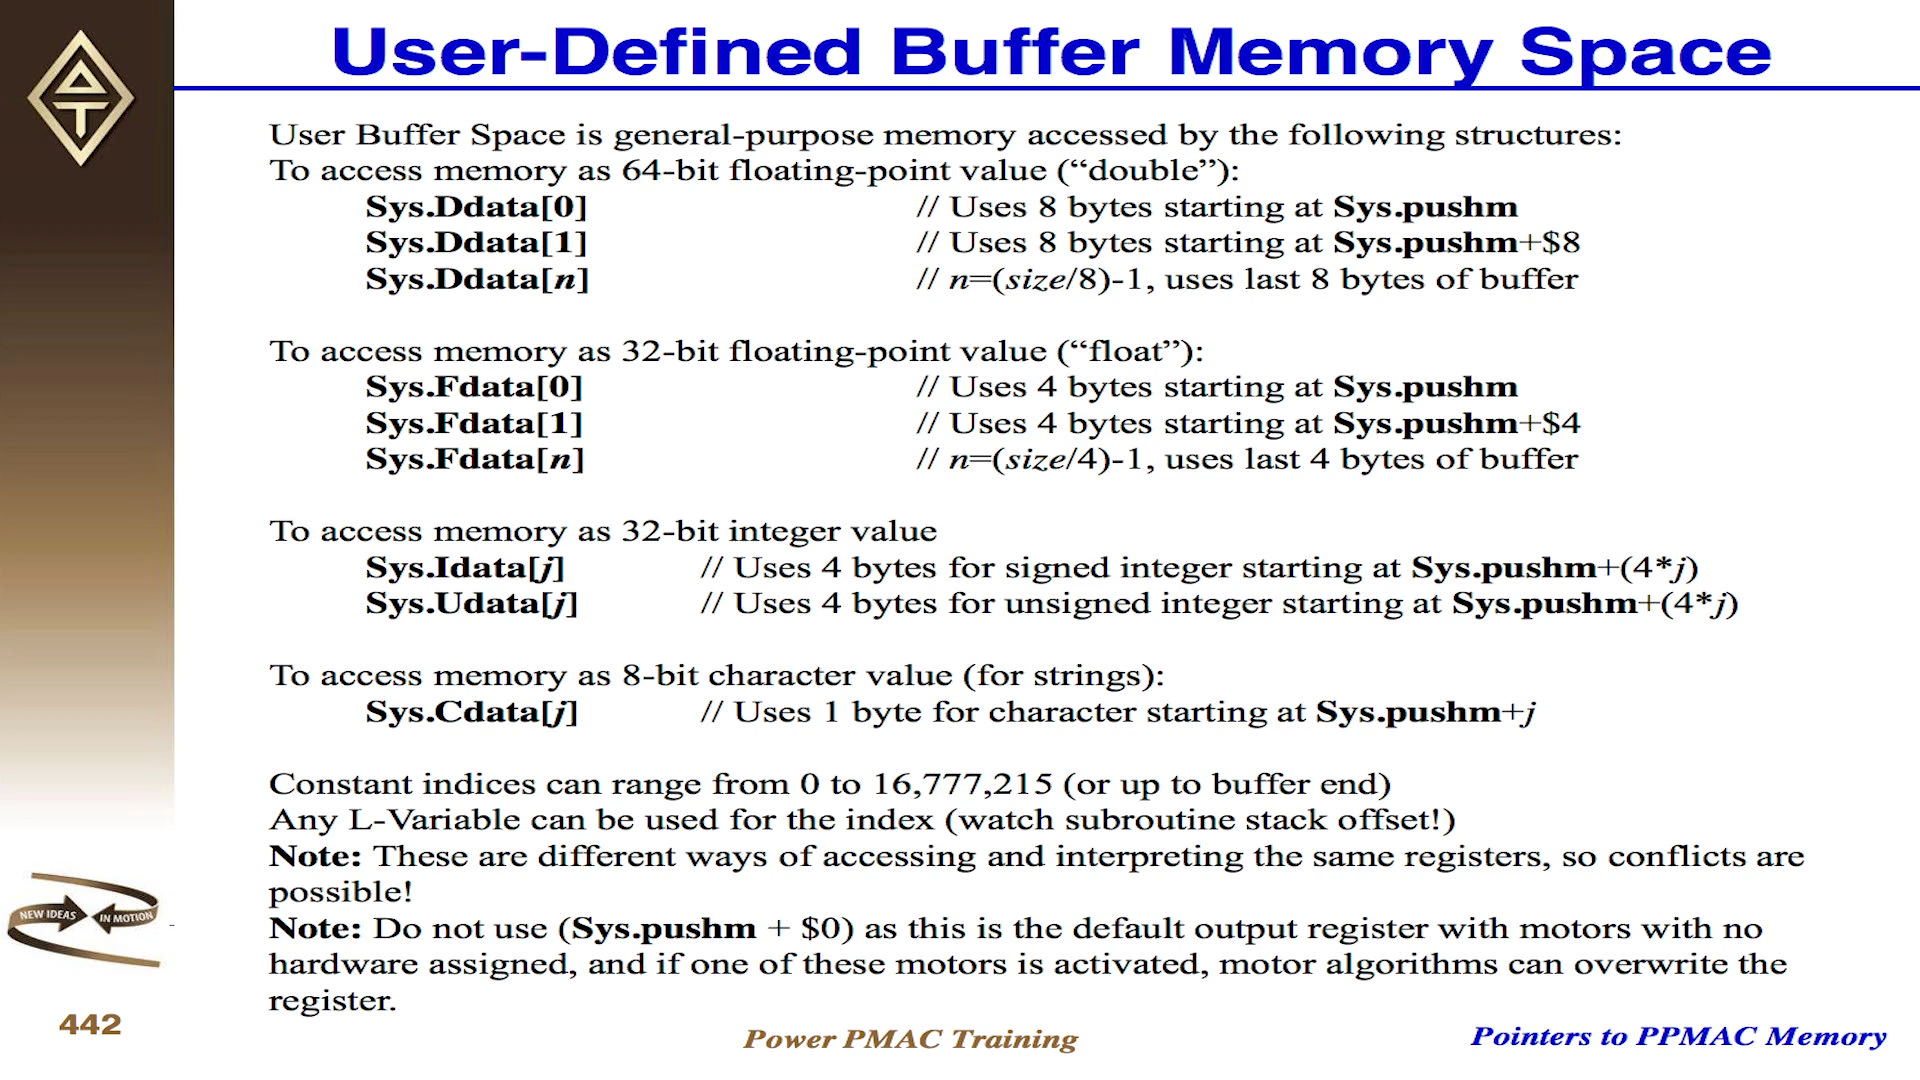 User-Defined Buffer Memory Space
User Buffer Space is general-purpose memory accessed by the following structures:
To access memory as 64-bit floating-point value (“double”):
Sys.Ddata[0] // Uses 8 bytes starting at Sys.pushm
Sys.Ddata[1] // Uses 8 bytes starting at Sys.pushm+$8
Sys.Ddata[n] // n=(size/8)-1, uses last 8 bytes of buffer
To access memory as 32-bit floating-point value (“float”):
Sys.Fdata[0] // Uses 4 bytes starting at Sys.pushm
Sys.Fdata[1] // Uses 4 bytes starting at Sys.pushm+$4
Sys.Fdata[n] // n=(size/4)-1, uses last 4 bytes of buffer
To access memory as 32-bit integer value
Sys.Idata[j] // Uses 4 bytes for signed integer starting at Sys.pushm+(4*j)
Sys.Udata[j] // Uses 4 bytes for unsigned integer starting at Sys.pushm+(4*j)
To access memory as 8-bit character value (for strings):
Sys.Cdata[j] // Uses 1 byte for character starting at Sys.pushm+j
Constant indices can range from 0 to 16,777,215 (or up to buffer end)
Any L-Variable can be used for the index (watch subroutine stack offset!)
Note: These are different ways of accessing and interpreting the same registers, so conflicts are
possible!
Note: Do not use (Sys.pushm + $0) as this is the default output register with motors with no
hardware assigned, and if one of these motors is activated, motor algorithms can overwrite the
register.
NEW IDEAS IN MOTION
442
Power PMAC Training
Pointers to PPMAC Memory